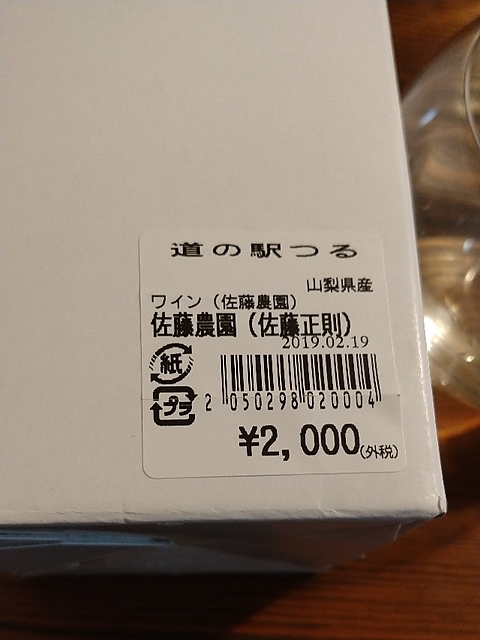 道の駅つる
山梨県産
ワイン（佐藤農園）
佐藤農園（佐藤正則）
2019.02.19
紙
プラ
2 050298 020004
¥2,000(外税)